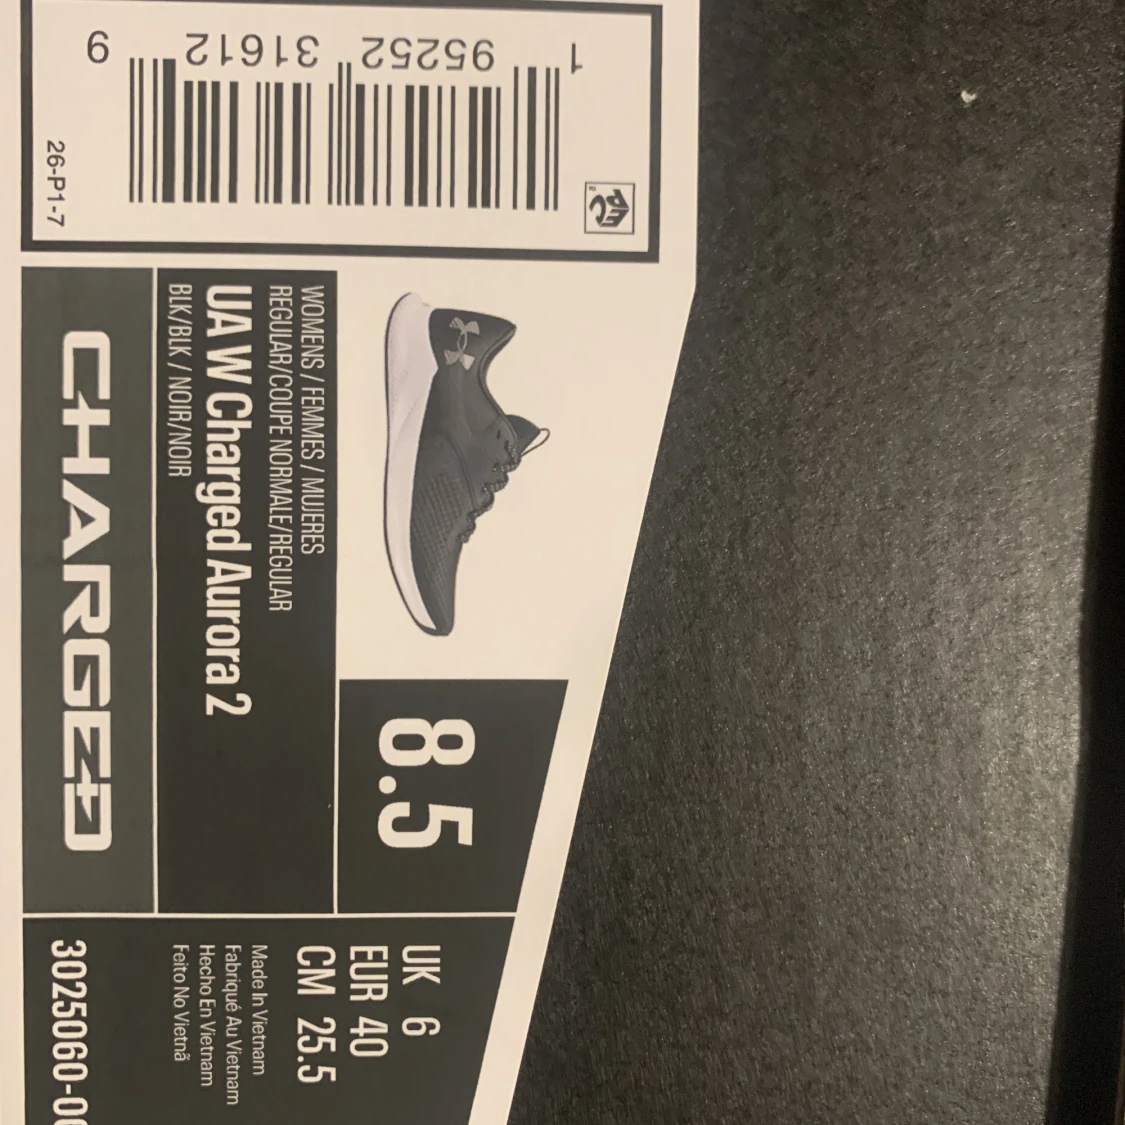 1 95252 31612 9
26-P1-7
WOMENS / FEMMES / MUJERES
REGULAR/COUPE NORMALE/REGULAR
UA W Charged Aurora 2
BLK/BLK / NOIR/NOIR
CHARGED
8.5
UK 6
EUR 40
CM 25.5
Made In Vietnam
Fabriqué Au Vietnam
Hecho En Vietnam
Feito No Vietnã
3025060-00